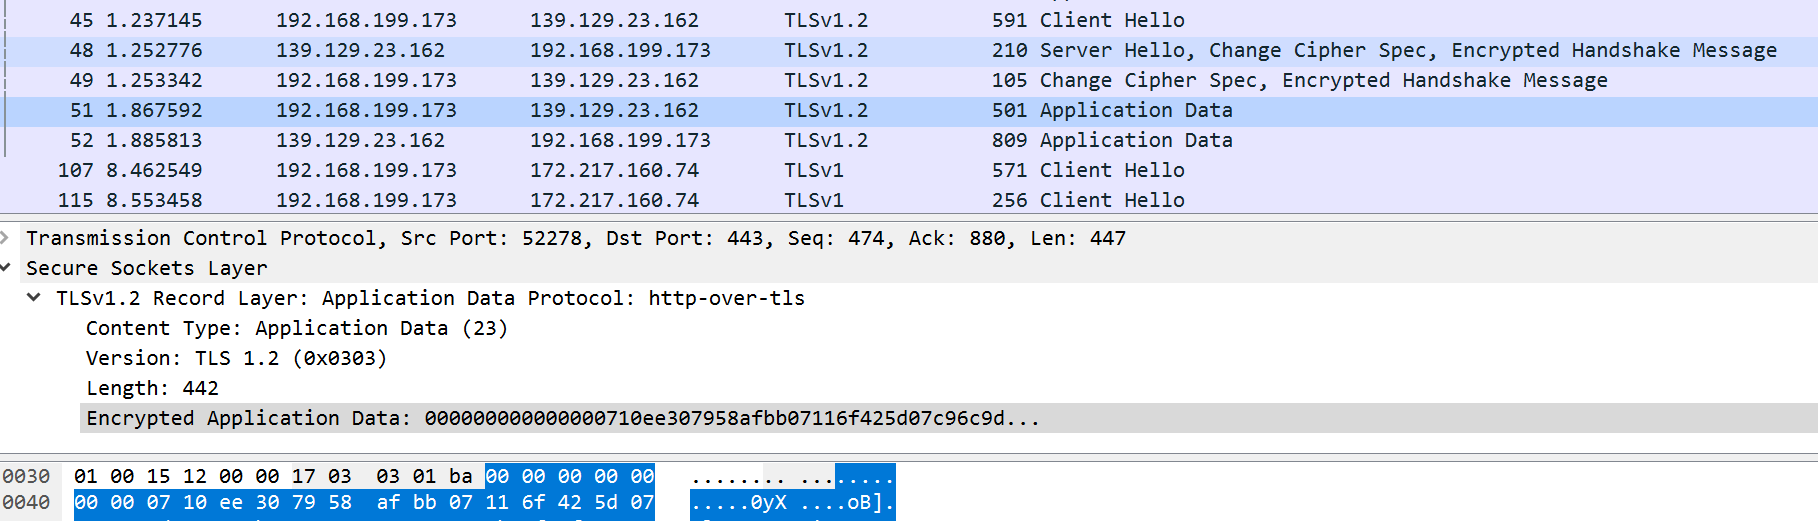 45 1.237145 192.168.199.173 139.129.23.162 TLSv1.2 591 Client Hello
48 1.252776 139.129.23.162 192.168.199.173 TLSv1.2 210 Server Hello, Change Cipher Spec, Encrypted Handshake Message
49 1.253342 192.168.199.173 139.129.23.162 TLSv1.2 105 Change Cipher Spec, Encrypted Handshake Message
51 1.867592 192.168.199.173 139.129.23.162 TLSv1.2 501 Application Data
52 1.885813 139.129.23.162 192.168.199.173 TLSv1.2 809 Application Data
107 8.462549 192.168.199.173 172.217.160.74 TLSv1 571 Client Hello
115 8.553458 192.168.199.173 172.217.160.74 TLSv1 256 Client Hello
Transmission Control Protocol, Src Port: 52278, Dst Port: 443, Seq: 474, Ack: 880, Len: 447
Secure Sockets Layer
TLSv1.2 Record Layer: Application Data Protocol: http-over-tls
Content Type: Application Data (23)
Version: TLS 1.2 (0x0303)
Length: 442
Encrypted Application Data: 000000000000000710ee307958afbb07116f425d07c96c9d...
0030 01 00 15 12 00 00 17 03 03 01 ba 00 00 00 00 00 ........ ........
0040 00 00 07 10 ee 30 79 58 af bb 07 11 6f 42 5d 07 .....0yX ....oB].